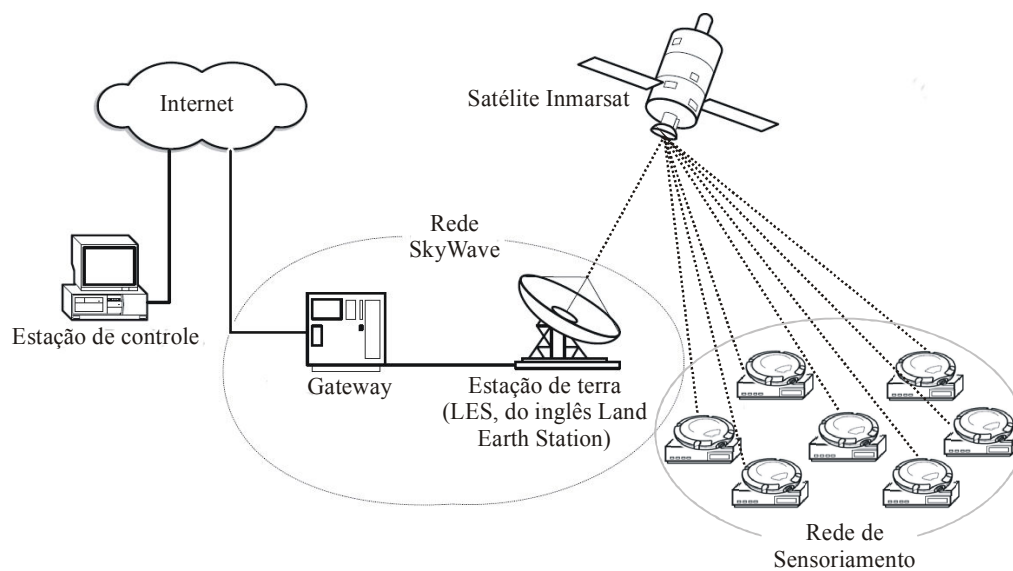 Internet
Satélite Inmarsat
Rede
SkyWave
Estação de controle
Gateway
Estação de terra
(LES, do inglês Land
Earth Station)
Rede de
Sensoriamento